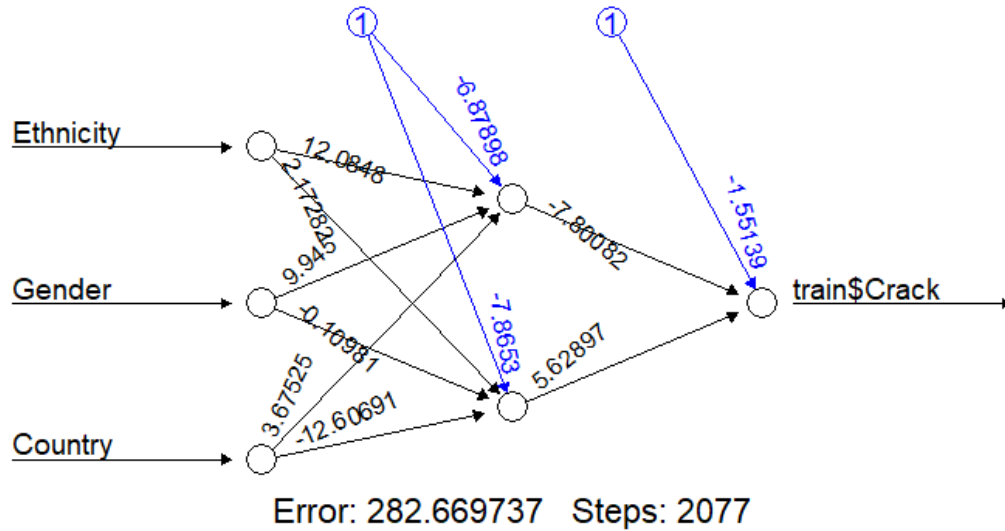 1
1
-6.87898
-1.55139
Ethnicity
12.0848
2.17282
-7.80082
9.945
Gender
train$Crack
-0.10981
-7.8653
5.62897
3.67525
-12.60691
Country
Error: 282.669737 Steps: 2077